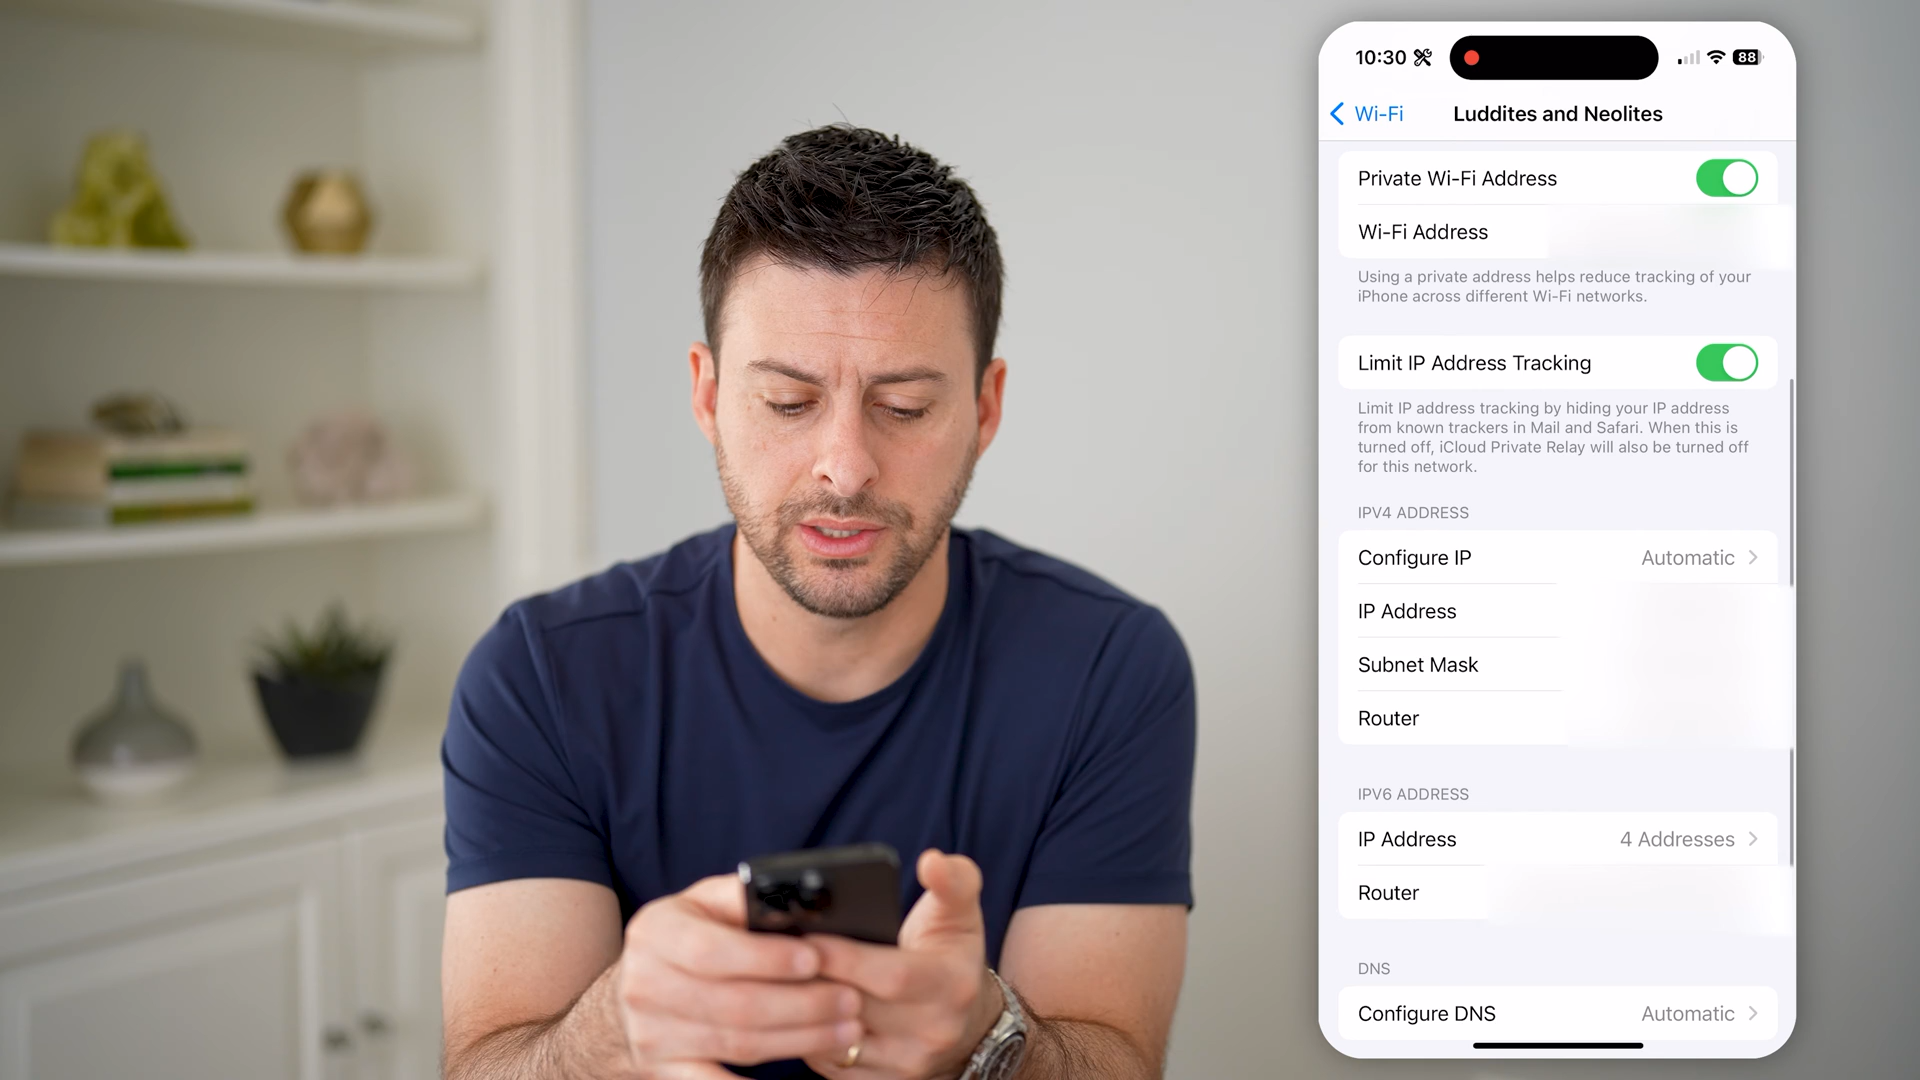 10:30
88
Wi-Fi
Luddites and Neolites
Private Wi-Fi Address
Wi-Fi Address
Using a private address helps reduce tracking of your
iPhone across different Wi-Fi networks.
Limit IP Address Tracking
Limit IP address tracking by hiding your IP address
from known trackers in Mail and Safari. When this is
turned off, iCloud Private Relay will also be turned off
for this network.
IPV4 ADDRESS
Configure IP Automatic
IP Address
Subnet Mask
Router
IPV6 ADDRESS
IP Address 4 Addresses
Router
DNS
Configure DNS Automatic